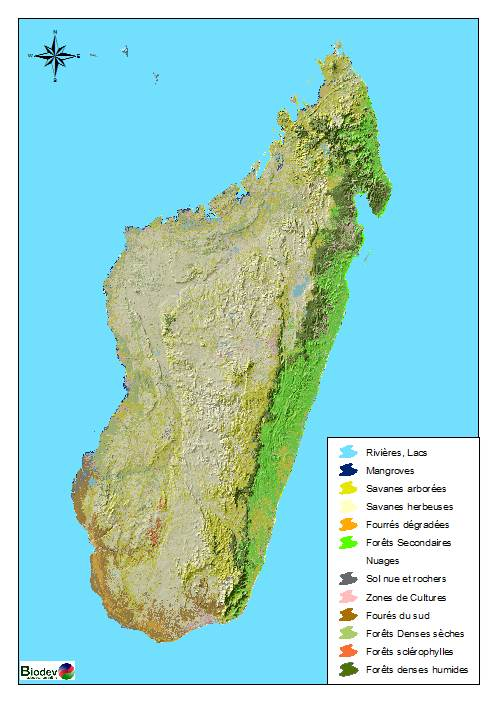 N
W
E
S
Rivières, Lacs
Mangroves
Savanes arborées
Savanes herbeuses
Fourrés dégradées
Forêts Secondaires
Nuages
Sol nue et rochers
Zones de Cultures
Fourés du sud
Forêts Denses sèches
Forêts sclérophylles
Forêts denses humides
Biodev